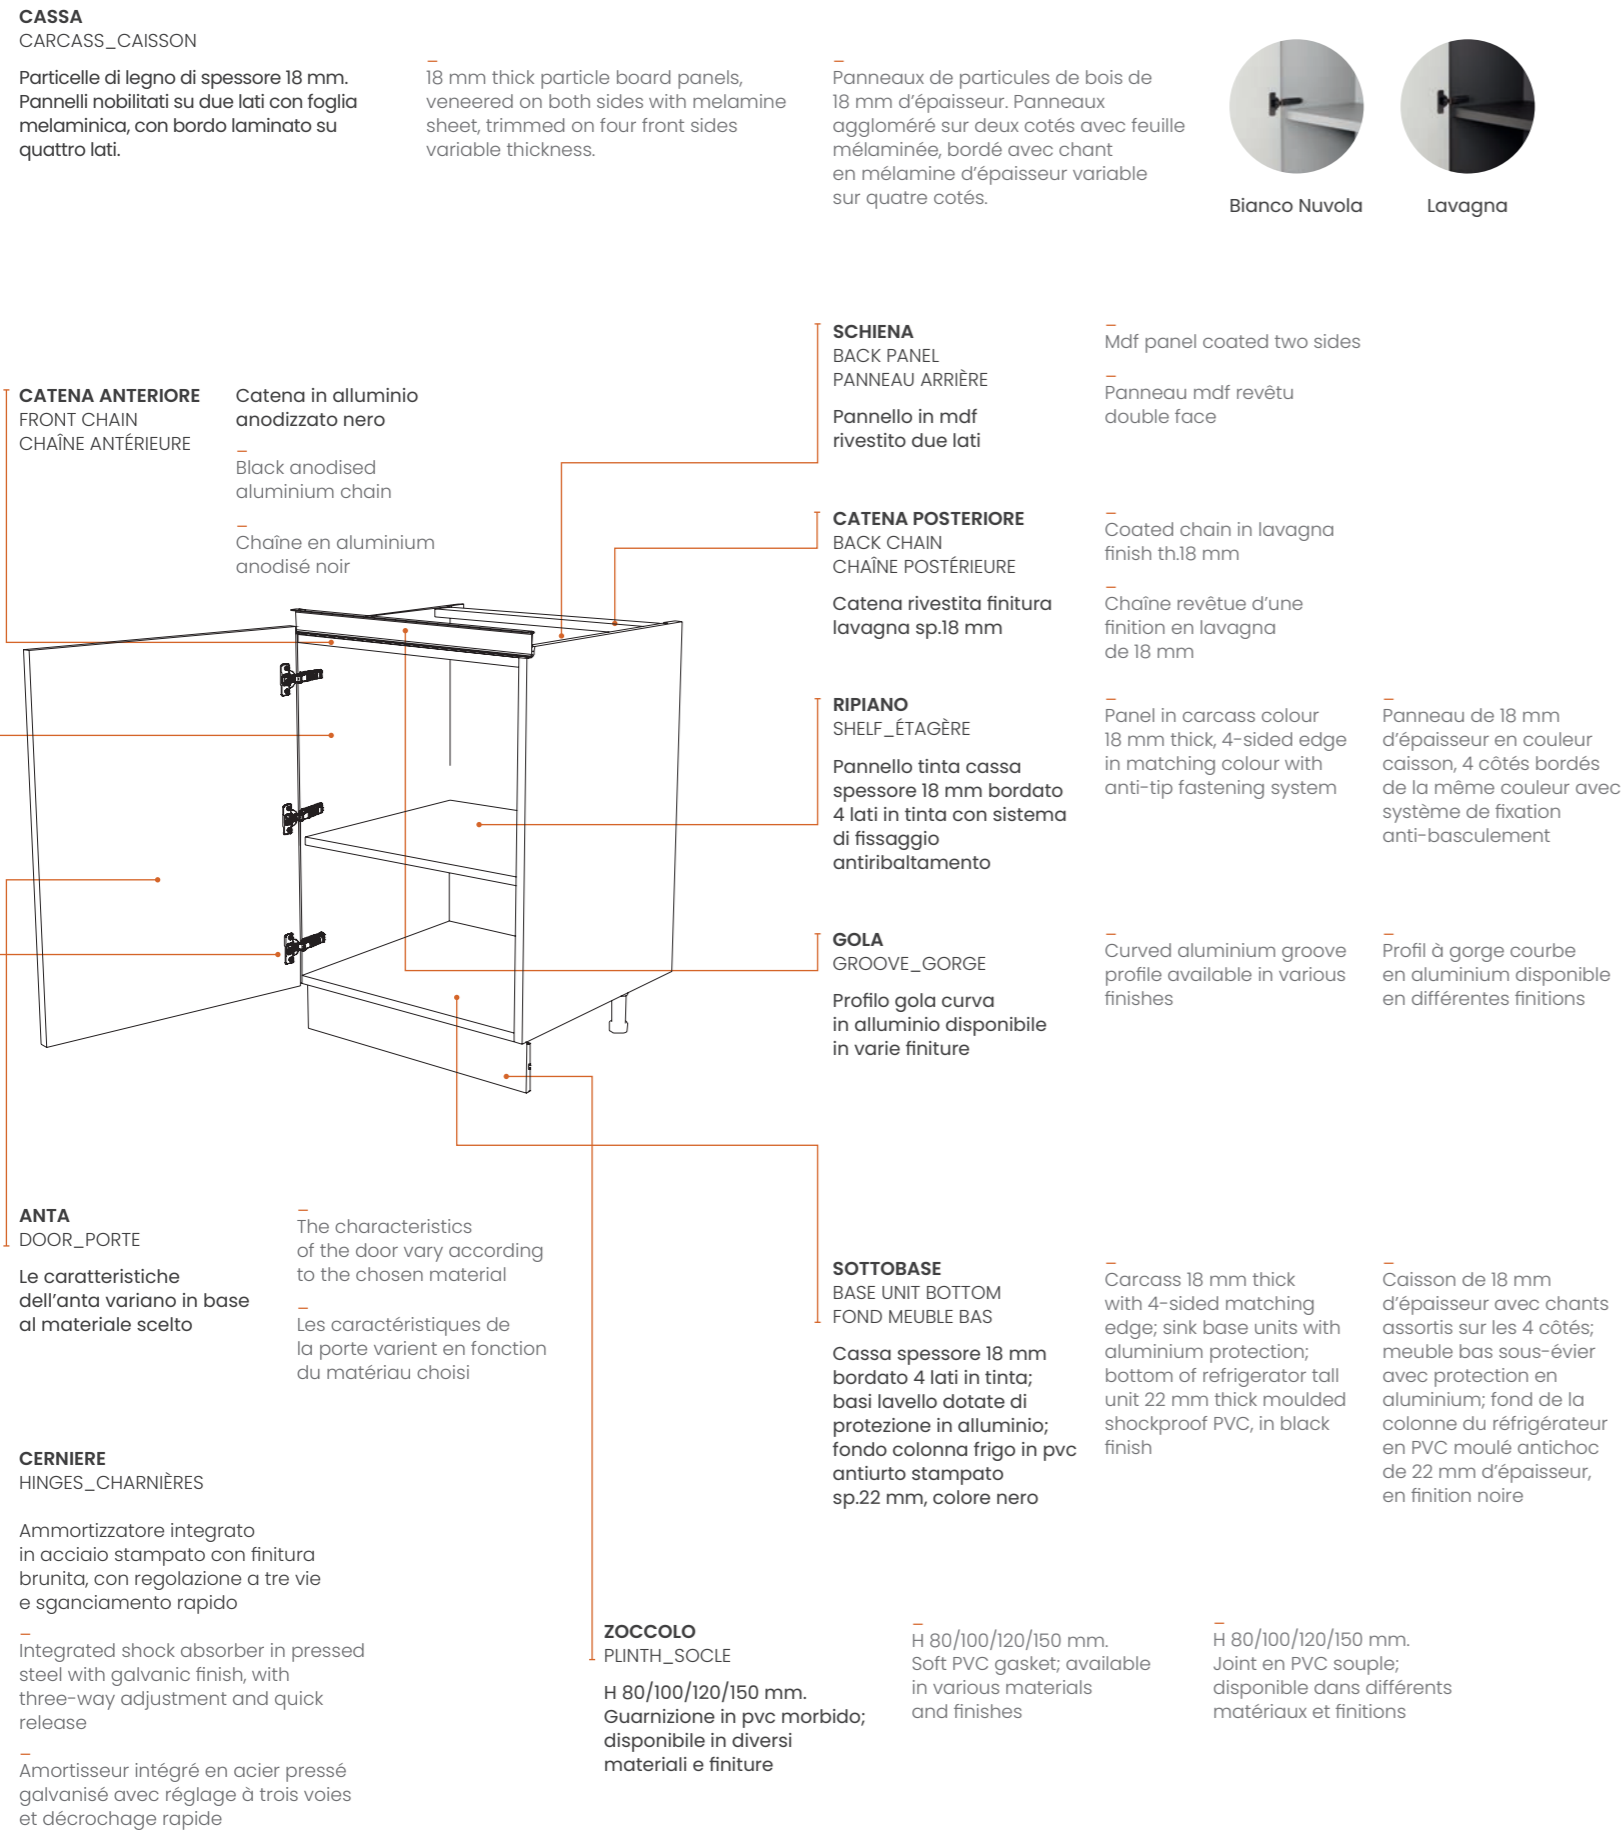 CASSA
CARCASS_CAISSON
Particelle di legno di spessore 18 mm.
Pannelli nobilitati su due lati con foglia
melaminica, con bordo laminato su
quattro lati.
18 mm thick particle board panels,
veneered on both sides with melamine
sheet, trimmed on four front sides
variable thickness.
Panneaux de particules de bois de
18 mm d’épaisseur. Panneaux
aggloméré sur deux cotés avec feuille
mélaminée, bordé avec chant
en mélamine d’épaisseur variable
sur quatre cotés.
Bianco Nuvola
Lavagna
CATENA ANTERIORE
FRONT CHAIN
CHAÎNE ANTÉRIEURE
Catena in alluminio
anodizzato nero
Black anodised
aluminium chain
Chaîne en aluminium
anodisé noir
SCHIENA
BACK PANEL
PANNEAU ARRIÈRE
Pannello in mdf
rivestito due lati
Mdf panel coated two sides
Panneau mdf revêtu
double face
CATENA POSTERIORE
BACK CHAIN
CHAÎNE POSTÉRIEURE
Catena rivestita finitura
lavagna sp.18 mm
Coated chain in lavagna
finish th.18 mm
Chaîne revêtue d’une
finition en lavagna
de 18 mm
RIPIANO
SHELF_ÉTAGÈRE
Pannello tinta cassa
spessore 18 mm bordato
4 lati in tinta con sistema
di fissaggio
antiribaltamento
Panel in carcass colour
18 mm thick, 4-sided edge
in matching colour with
anti-tip fastening system
Panneau de 18 mm
d’épaisseur en couleur
caisson, 4 côtés bordés
de la même couleur avec
système de fixation
anti-basculement
GOLA
GROOVE_GORGE
Profilo gola curva
in alluminio disponibile
in varie finiture
Curved aluminium groove
profile available in various
finishes
Profil à gorge courbe
en aluminium disponible
en différentes finitions
ANTA
DOOR_PORTE
Le caratteristiche
dell’anta variano in base
al materiale scelto
The characteristics
of the door vary according
to the chosen material
Les caractéristiques de
la porte varient en fonction
du matériau choisi
SOTTOBASE
BASE UNIT BOTTOM
FOND MEUBLE BAS
Cassa spessore 18 mm
bordato 4 lati in tinta;
basi lavello dotate di
protezione in alluminio;
fondo colonna frigo in pvc
antiurto stampato
sp.22 mm, colore nero
Carcass 18 mm thick
with 4-sided matching
edge; sink base units with
aluminium protection;
bottom of refrigerator tall
unit 22 mm thick moulded
shockproof PVC, in black
finish
Caisson de 18 mm
d’épaisseur avec chants
assortis sur les 4 côtés;
meuble bas sous-évier
avec protection en
aluminium; fond de la
colonne du réfrigérateur
en PVC moulé antichoc
de 22 mm d’épaisseur,
en finition noire
CERNIERE
HINGES_CHARNIÈRES
Ammortizzatore integrato
in acciaio stampato con finitura
brunita, con regolazione a tre vie
e sganciamento rapido
Integrated shock absorber in pressed
steel with galvanic finish, with
three-way adjustment and quick
release
Amortisseur intégré en acier pressé
galvanisé avec réglage à trois voies
et décrochage rapide
ZOCCOLO
PLINTH_SOCLE
H 80/100/120/150 mm.
Guarnizione in pvc morbido;
disponibile in diversi
materiali e finiture
H 80/100/120/150 mm.
Soft PVC gasket; available
in various materials
and finishes
H 80/100/120/150 mm.
Joint en PVC souple;
disponible dans différents
matériaux et finitions